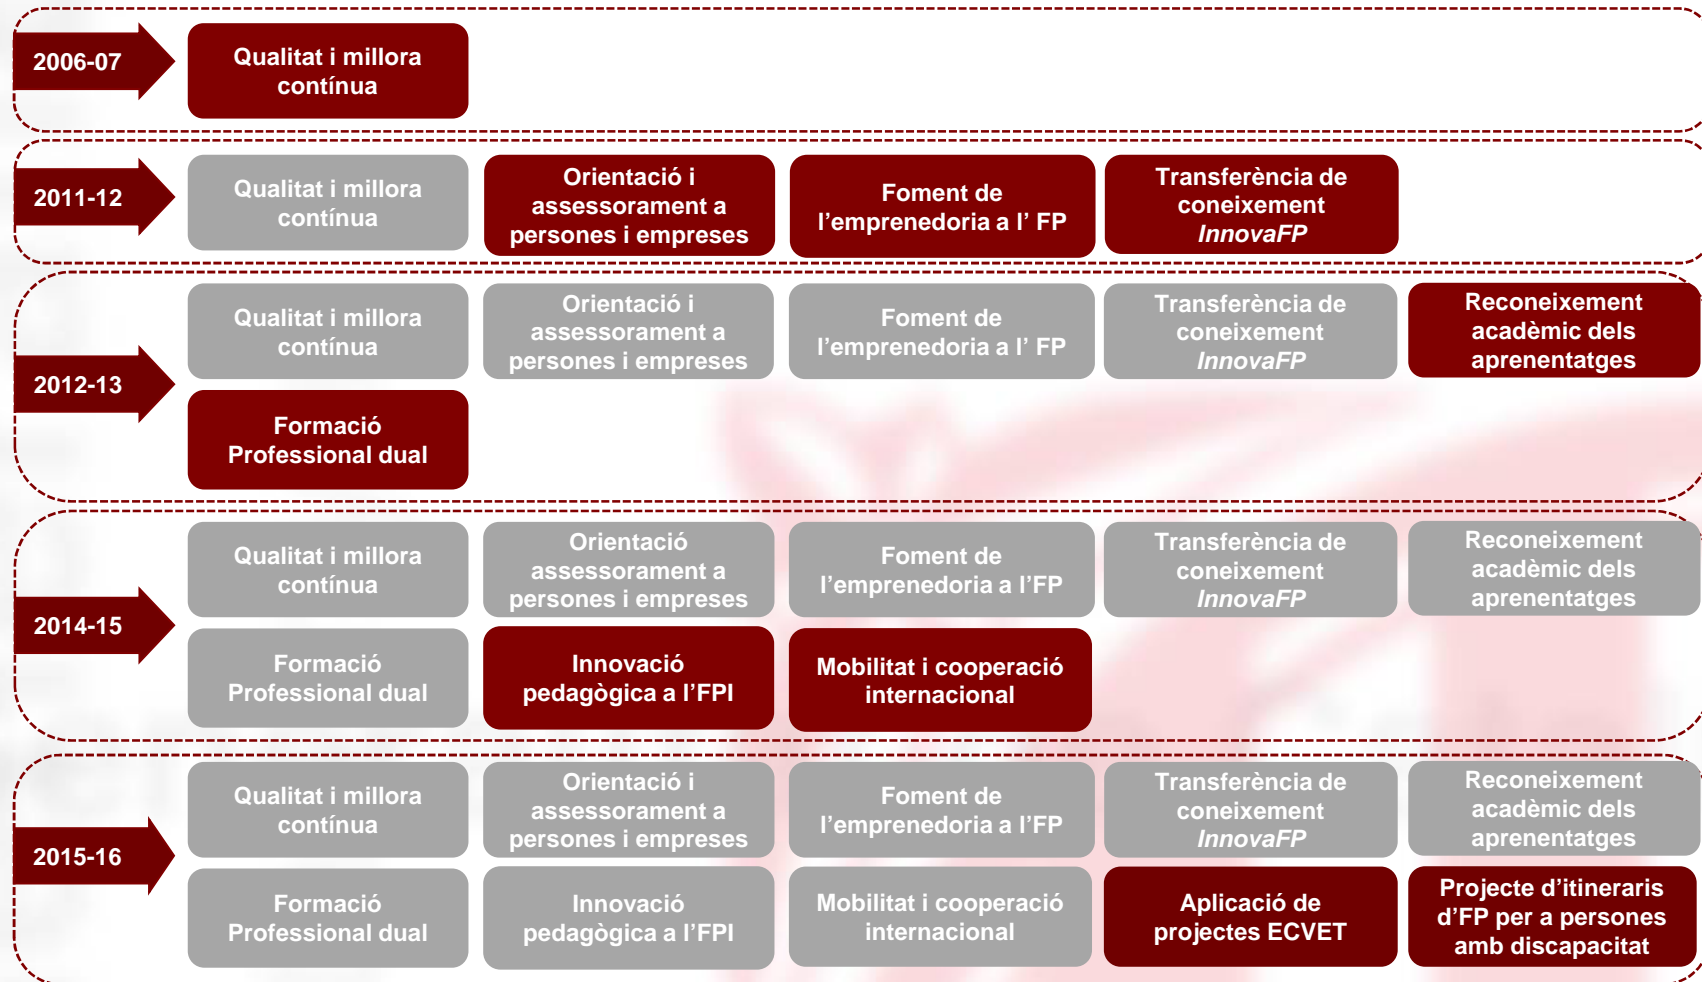 2006-07
Qualitat i millora
contínua
2011-12
Qualitat i millora
contínua
Orientació i
assessorament a
persones i empreses
Foment de
l’emprenedoria a l’ FP
Transferència de
coneixement
InnovaFP
2012-13
Qualitat i millora
contínua
Orientació i
assessorament a
persones i empreses
Foment de
l’emprenedoria a l’ FP
Transferència de
coneixement
InnovaFP
Reconeixement
acadèmic dels
aprenentatges
Formació
Professional dual
2014-15
Qualitat i millora
contínua
Orientació
assessorament a
persones i empreses
Foment de
l’emprenedoria a l’FP
Transferència de
coneixement
InnovaFP
Reconeixement
acadèmic dels
aprenentatges
Formació
Professional dual
Innovació
pedagògica a l’FPI
Mobilitat i cooperació
internacional
2015-16
Qualitat i millora
contínua
Orientació i
assessorament a
persones i empreses
Foment de
l’emprenedoria a l’FP
Transferència de
coneixement
InnovaFP
Reconeixement
acadèmic dels
aprenentatges
Formació
Professional dual
Innovació
pedagògica a l’FPI
Mobilitat i cooperació
internacional
Aplicació de
projectes ECVET
Projecte d’itineraris
d’FP per a persones
amb discapacitat